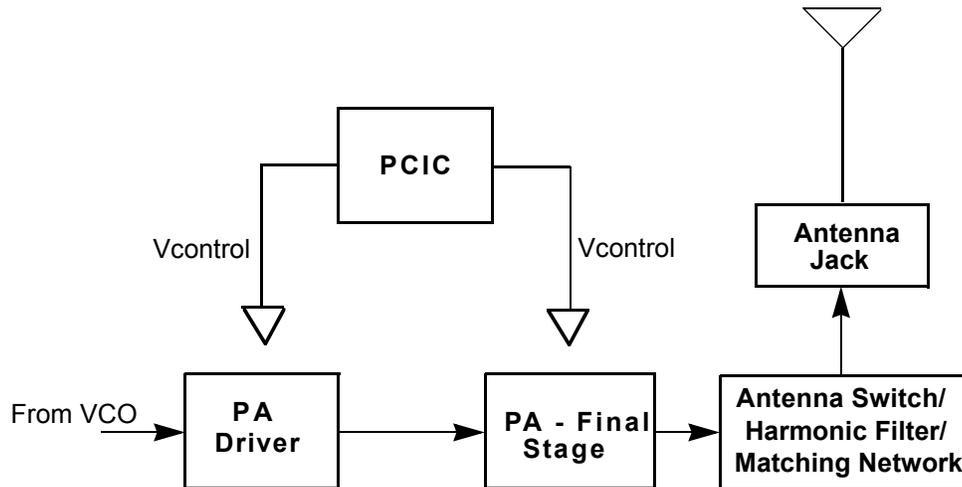 PCIC
Vcontrol
Vcontrol
Antenna
Jack
From VCO
PA
Driver
PA - Final
Stage
Antenna Switch/
Harmonic Filter/
Matching Network